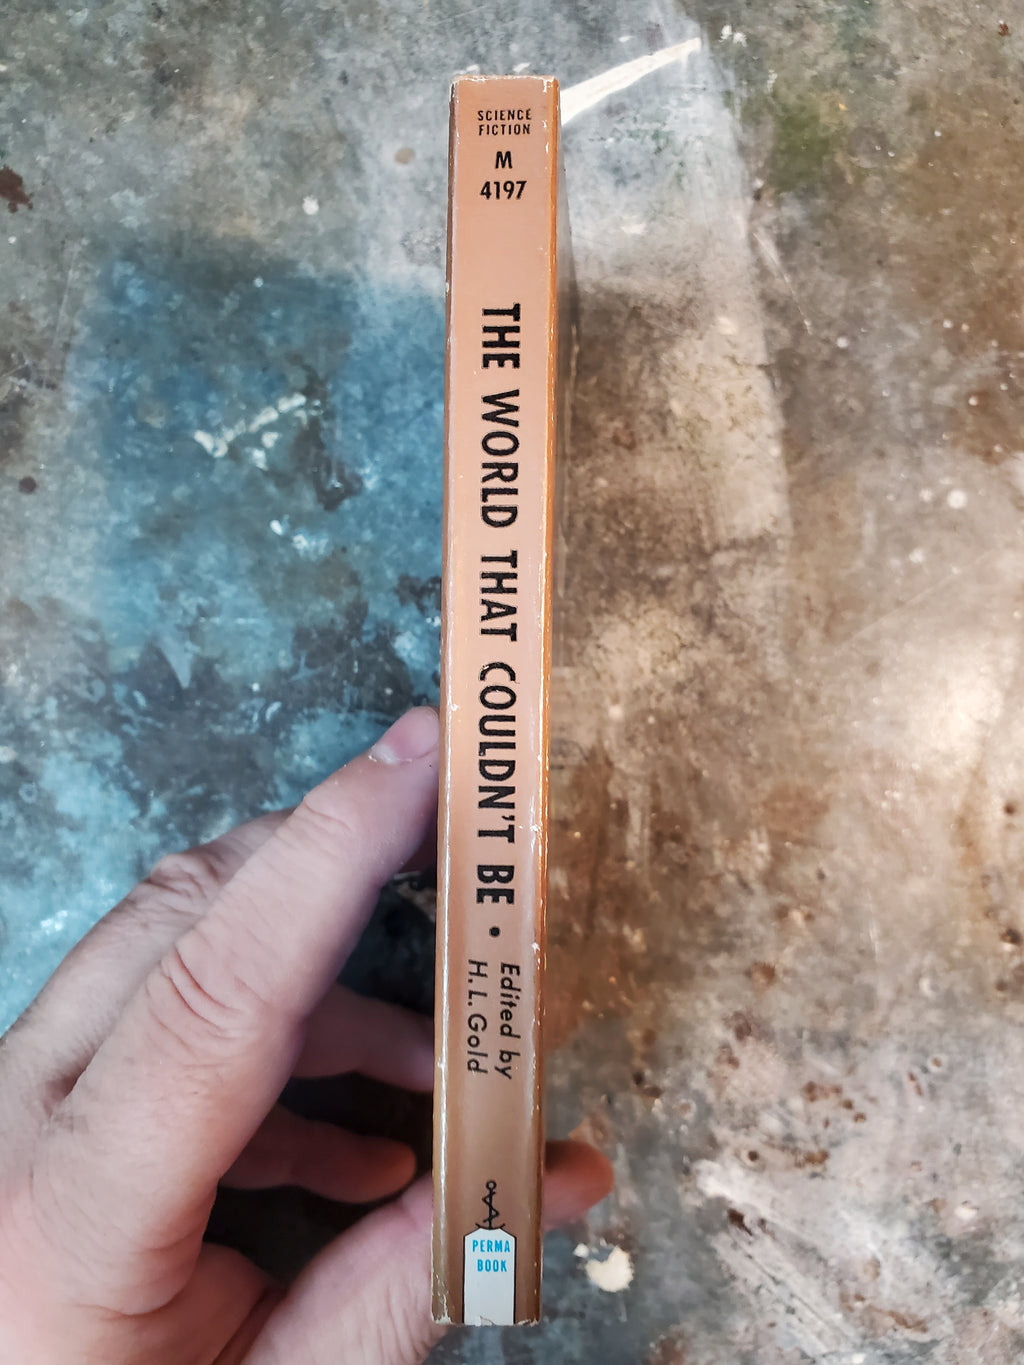 SCIENCE
FICTION
M
4197
THE WORLD THAT COULDN'T BE •
Edited by
H. L. Gold
PERMA
BOOK